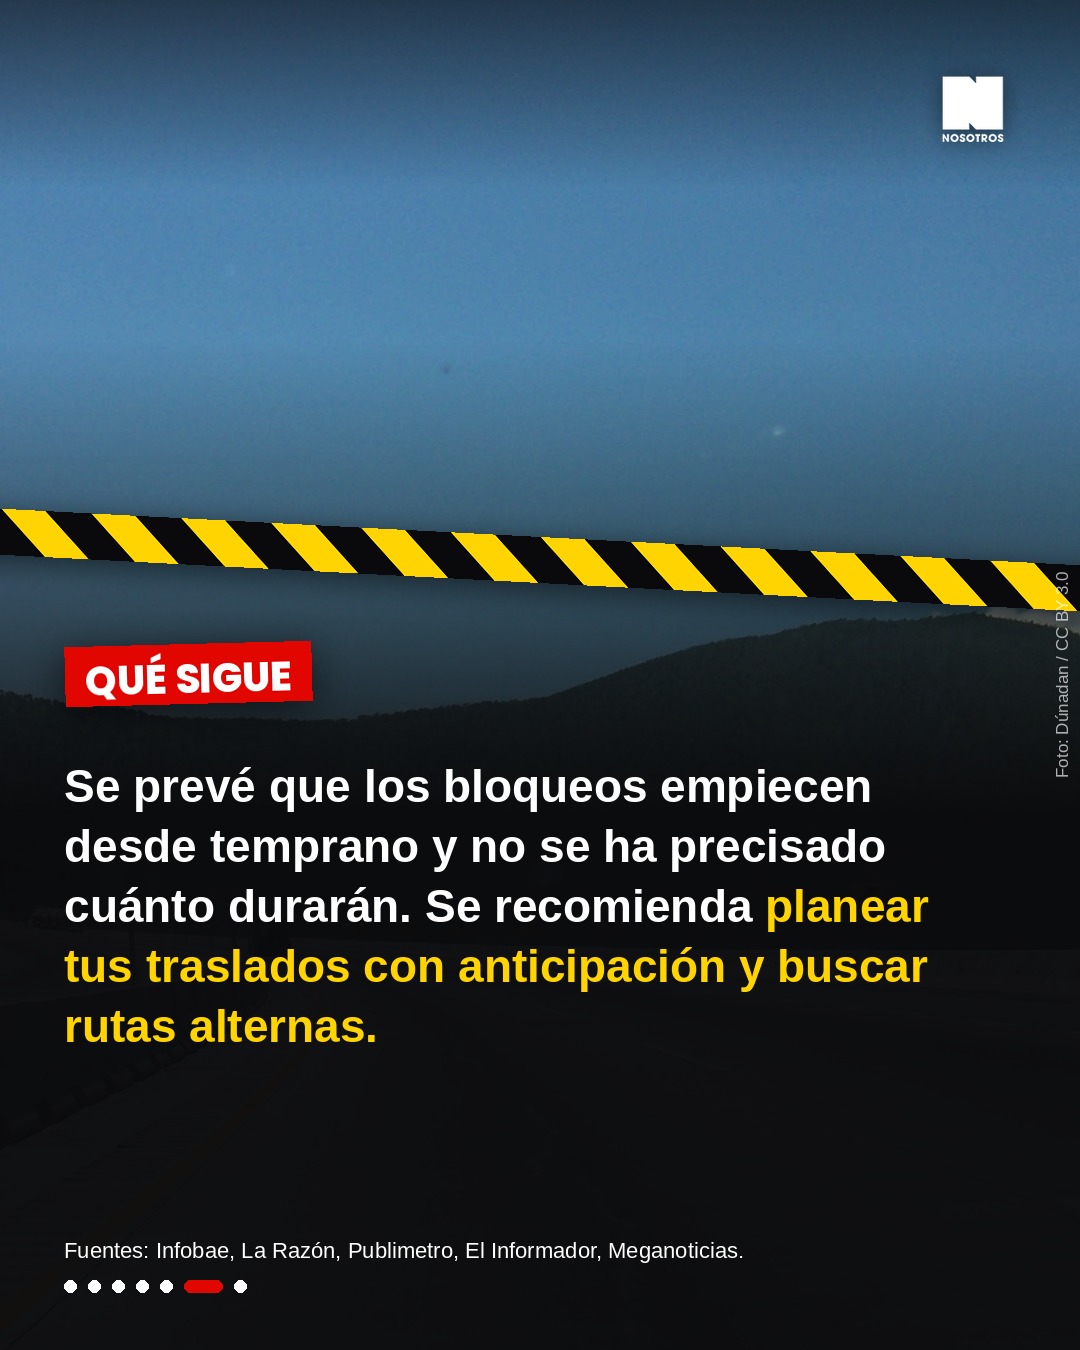 N
NOSOTROS
QUÉ SIGUE
Se prevé que los bloqueos empiecen
desde temprano y no se ha precisado
cuánto durarán. Se recomienda planear
tus traslados con anticipación y buscar
rutas alternas.
Foto: Dúnadan / CC BY 3.0
Fuentes: Infobae, La Razón, Publimetro, El Informador, Meganoticias.